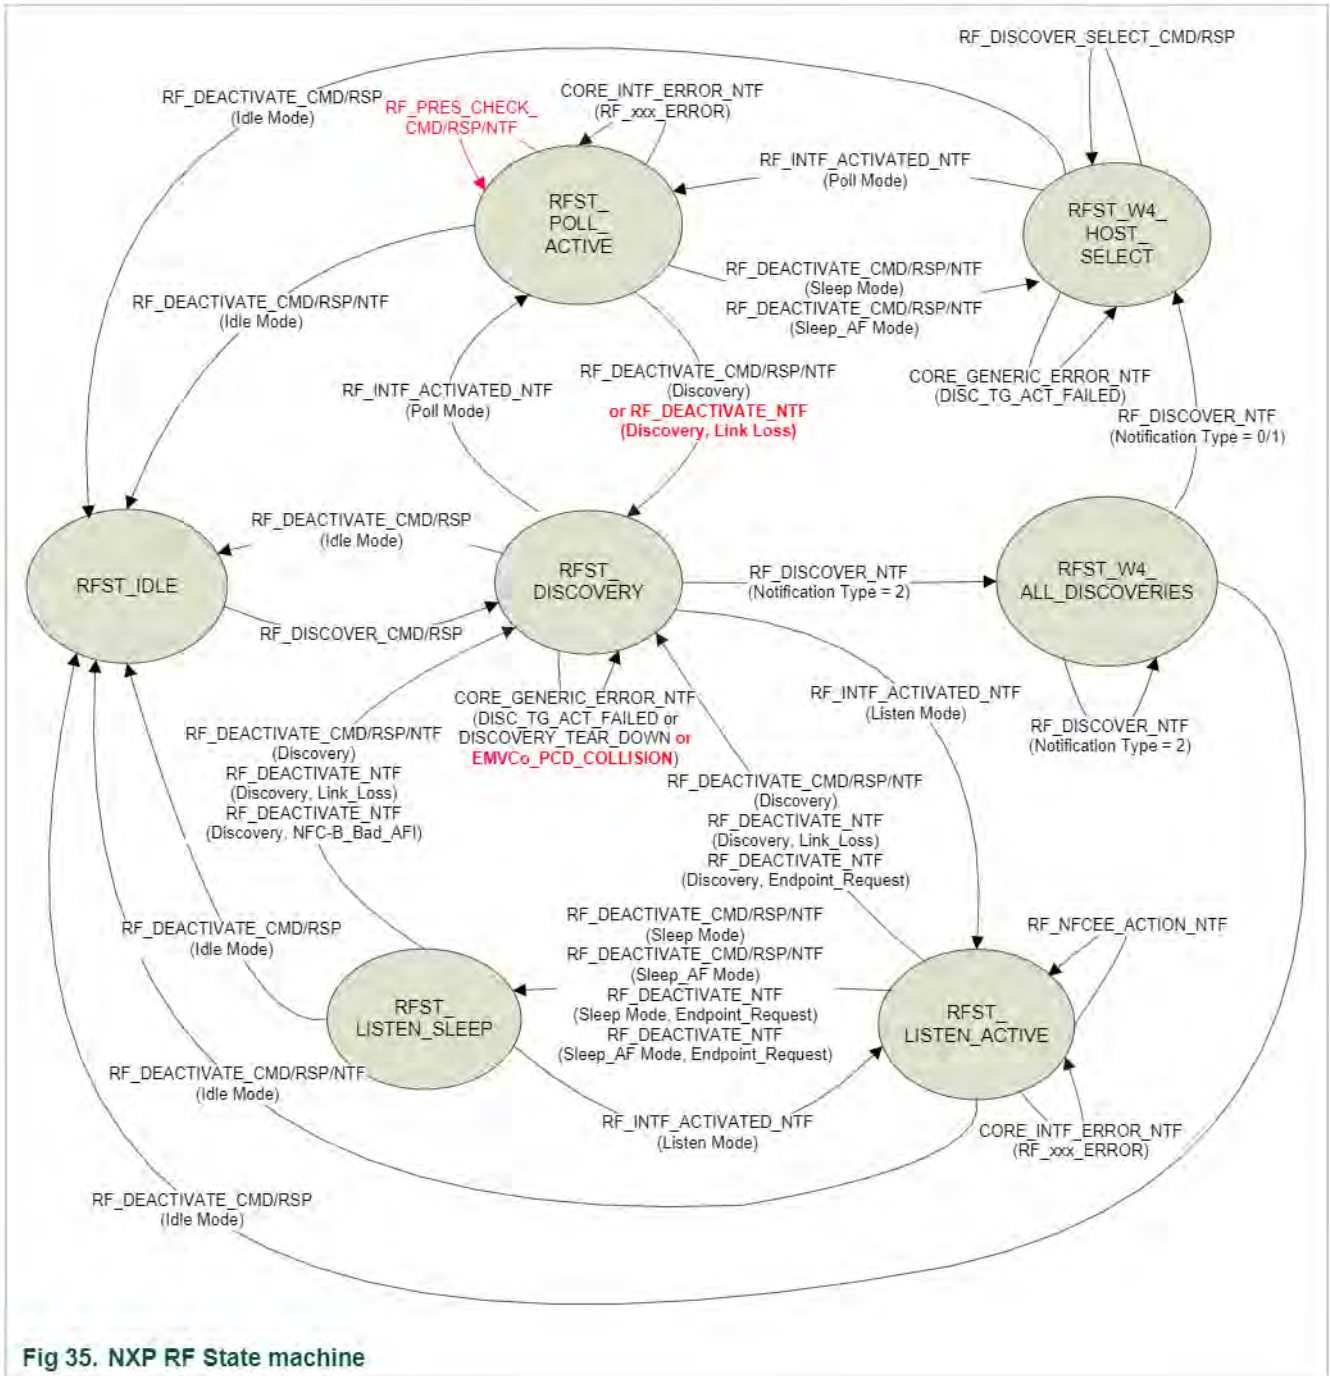 RF_DISCOVER_SELECT_CMD/RSP
RF_DEACTIVATE_CMD/RSP
(Idle Mode)
RF_PRES_CHECK_
CMD/RSP/NTF
CORE_INTF_ERROR_NTF
(RF_xxx_ERROR)
RF_INTF_ACTIVATED_NTF
(Poll Mode)
RFST_
POLL_
ACTIVE
RFST_W4_
HOST_
SELECT
RF_DEACTIVATE_CMD/RSP/NTF
(Sleep Mode)
RF_DEACTIVATE_CMD/RSP/NTF
(Sleep_AF Mode)
RF_DEACTIVATE_CMD/RSP/NTF
(Idle Mode)
RF_INTF_ACTIVATED_NTF
(Poll Mode)
RF_DEACTIVATE_CMD/RSP/NTF
(Discovery)
or RF_DEACTIVATE_NTF
(Discovery, Link Loss)
CORE_GENERIC_ERROR_NTF
(DISC_TG_ACT_FAILED)
RF_DISCOVER_NTF
(Notification Type = 0/1)
RF_DEACTIVATE_CMD/RSP
(Idle Mode)
RFST_IDLE
RFST_
DISCOVERY
RF_DISCOVER_NTF
(Notification Type = 2)
RFST_W4_
ALL_DISCOVERIES
RF_DISCOVER_CMD/RSP
RF_DEACTIVATE_CMD/RSP/NTF
(Discovery)
RF_DEACTIVATE_NTF
(Discovery, Link_Loss)
RF_DEACTIVATE_NTF
(Discovery, NFC-B_Bad_AFI)
CORE_GENERIC_ERROR_NTF
(DISC_TG_ACT_FAILED or
DISCOVERY_TEAR_DOWN or
EMVCo_PCD_COLLISION)
RF_INTF_ACTIVATED_NTF
(Listen Mode)
RF_DISCOVER_NTF
(Notification Type = 2)
RF_DEACTIVATE_CMD/RSP/NTF
(Discovery)
RF_DEACTIVATE_NTF
(Discovery, Link_Loss)
RF_DEACTIVATE_NTF
(Discovery, Endpoint_Request)
RF_DEACTIVATE_CMD/RSP
(Idle Mode)
RF_DEACTIVATE_CMD/RSP/NTF
(Sleep Mode)
RF_DEACTIVATE_CMD/RSP/NTF
(Sleep_AF Mode)
RF_DEACTIVATE_NTF
(Sleep Mode, Endpoint_Request)
RF_DEACTIVATE_NTF
(Sleep_AF Mode, Endpoint_Request)
RF_NFCEE_ACTION_NTF
RFST_
LISTEN_SLEEP
RFST_
LISTEN_ACTIVE
RF_DEACTIVATE_CMD/RSP/NTF
(Idle Mode)
RF_INTF_ACTIVATED_NTF
(Listen Mode)
CORE_INTF_ERROR_NTF
(RF_xxx_ERROR)
RF_DEACTIVATE_CMD/RSP
(Idle Mode)
Fig 35. NXP RF State machine